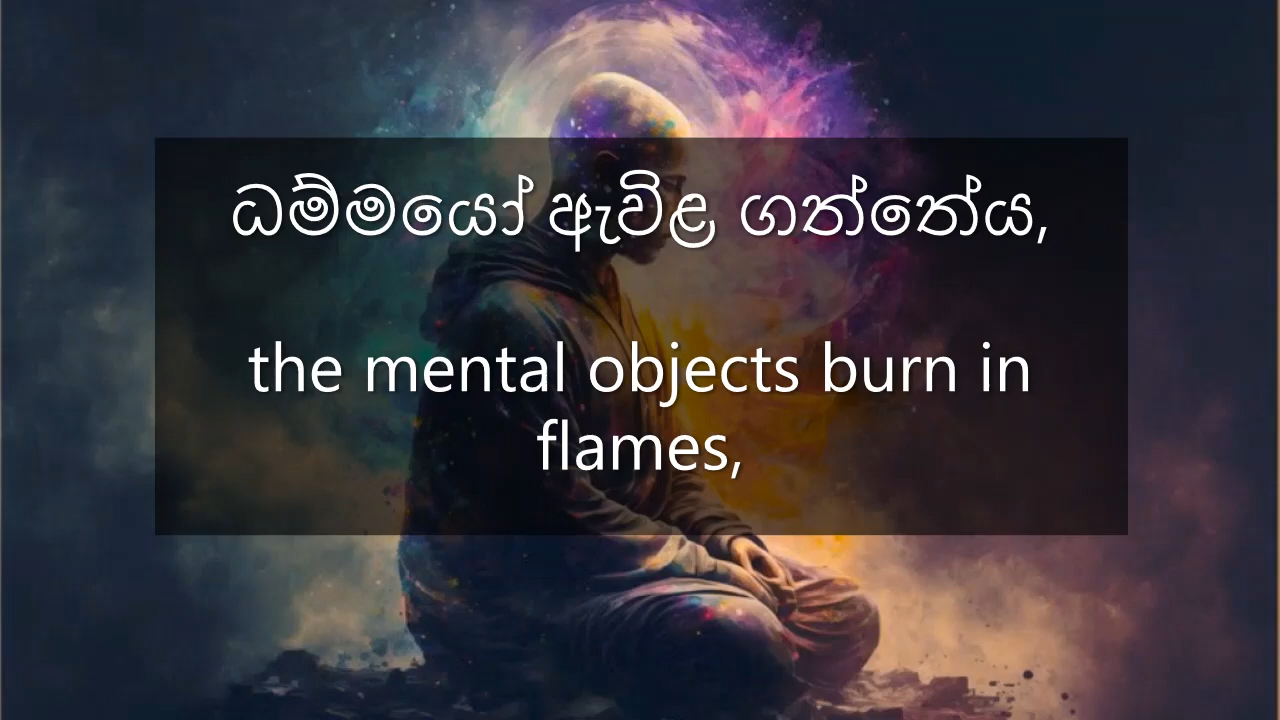 ධම්මයෝ ඇවිළ ගත්තේය,
the mental objects burn in
flames,